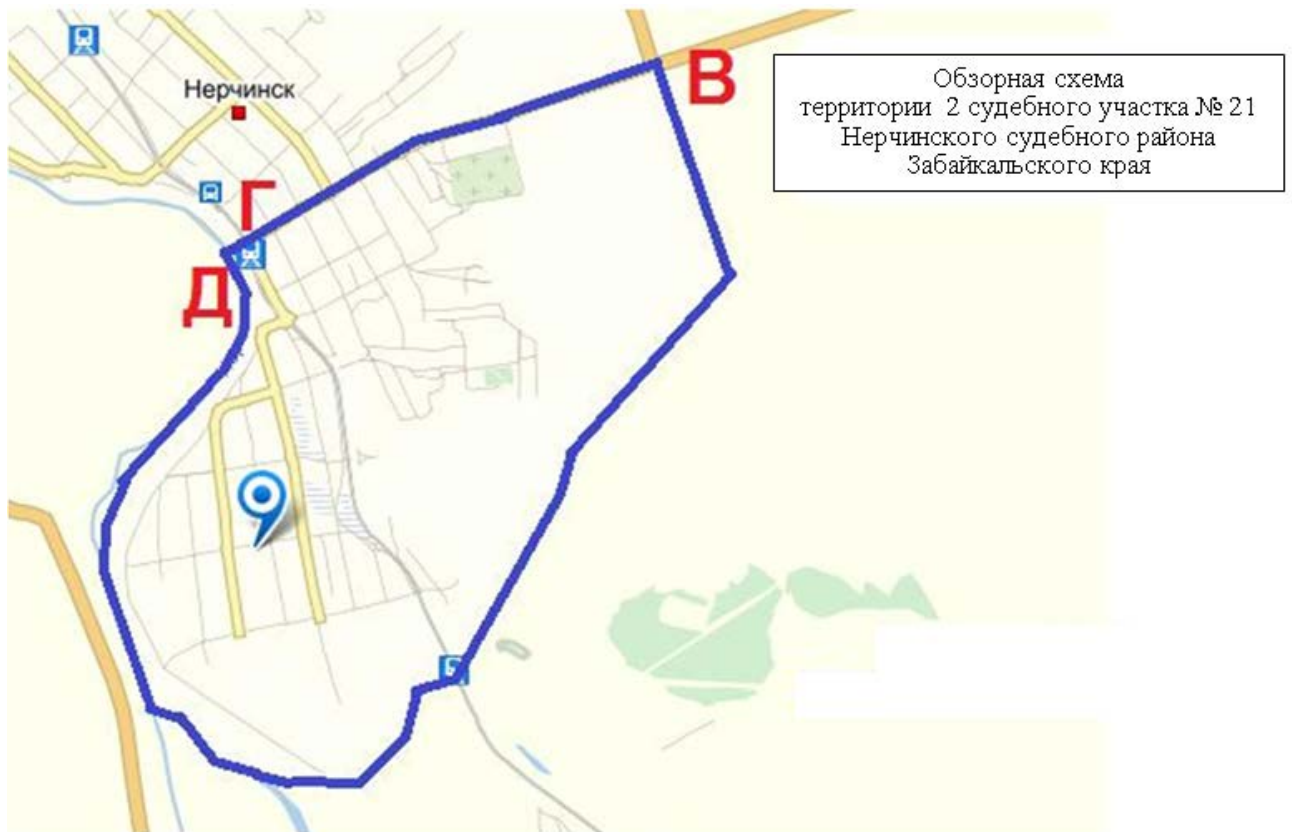 В
Обзорная схема
территории 2 судебного участка № 21
Нерчинского судебного района
Забайкальского края
Нерчинск
Г
Д